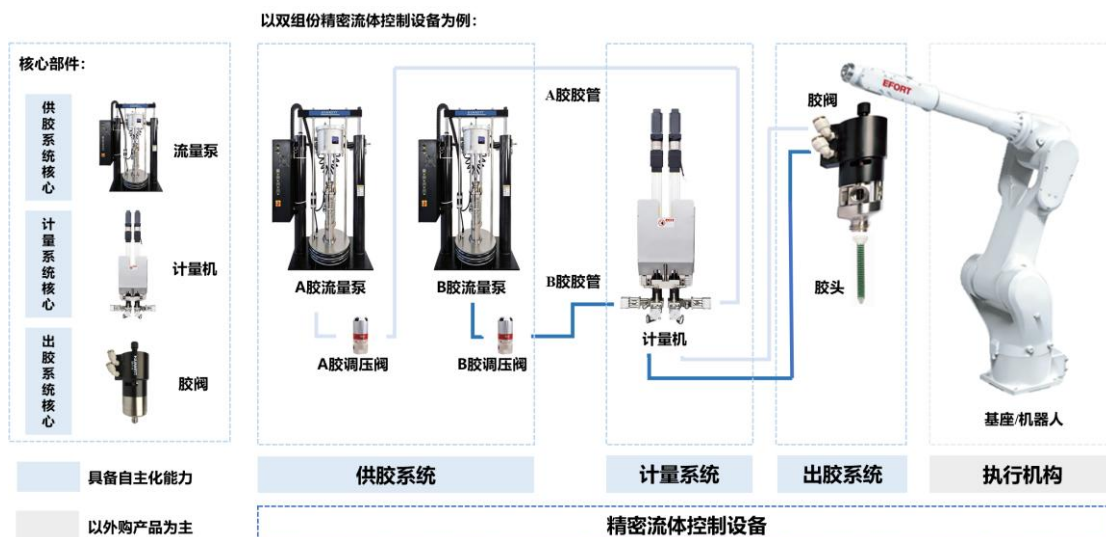 以双组份精密流体控制设备为例：
核心部件：
供胶系统核心
流量泵
计量系统核心
计量机
出胶系统核心
胶阀
具备自主化能力
以外购产品为主
A胶流量泵
B胶流量泵
A胶调压阀
B胶调压阀
A胶胶管
B胶胶管
计量机
胶阀
胶头
EFORT
基座/机器人
供胶系统
计量系统
出胶系统
执行机构
精密流体控制设备